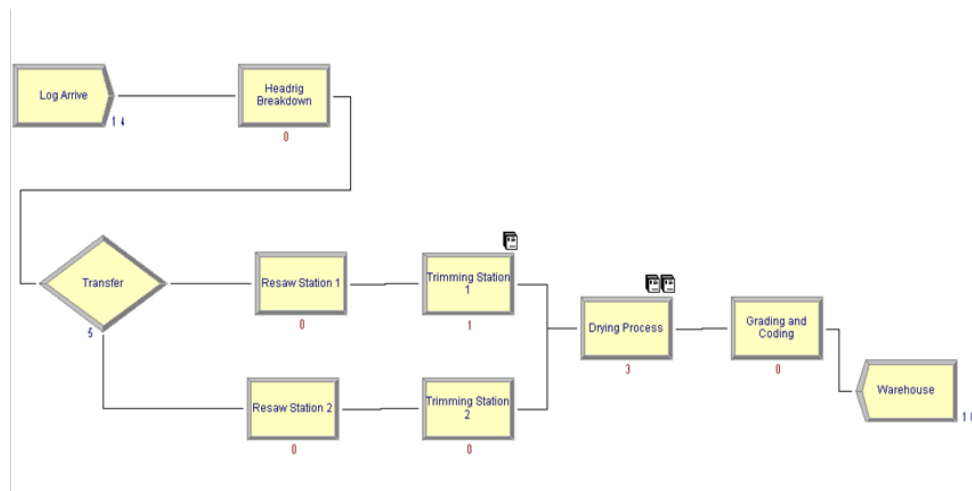 Log Arrive
Headrig
Breakdown
0
Transfer
5
Resaw Station 1
0
Trimming Station
1
1
Drying Process
3
Grading and
Coding
0
Warehouse
Resaw Station 2
0
Trimming Station
2
0